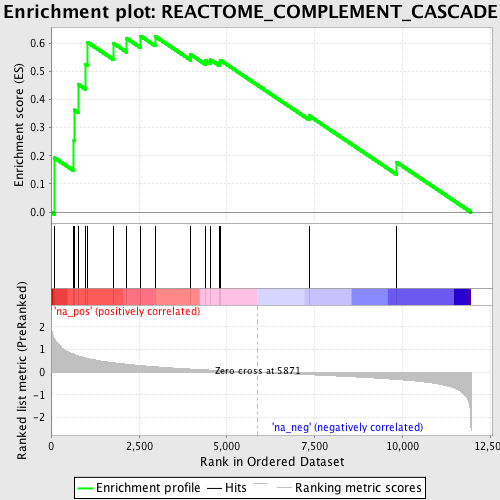 Enrichment plot: REACTOME_COMPLEMENT_CASCADE
Enrichment score (ES)
0.6
0.5
0.4
0.3
0.2
0.1
0.0
'na_pos' (positively correlated)
Ranked list metric (PreRanked)
2
1
0
-1
-2
Zero cross at 5871
'na_neg' (negatively correlated)
0
2,500
5,000
7,500
10,000
12,50
Rank in Ordered Dataset
Enrichment profile
Hits
Ranking metric scores